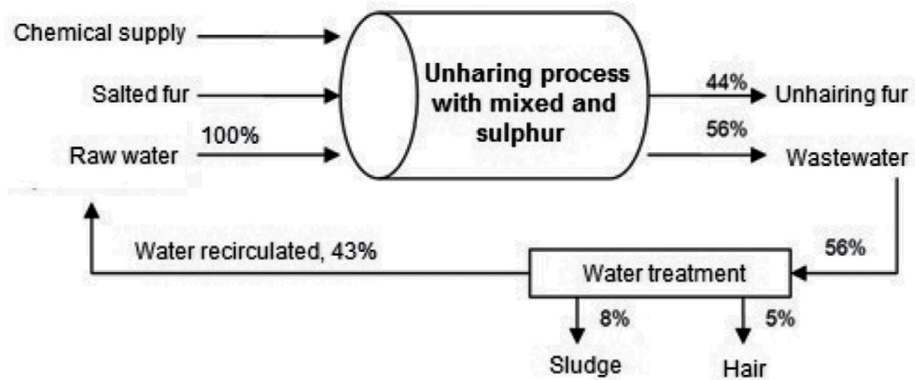 Chemical supply
Salted fur
100%
Raw water
Unharing process
with mixed and
sulphur
44%
Unhairing fur
56%
Wastewater
Water recirculated, 43%
56%
Water treatment
8%
5%
Sludge
Hair